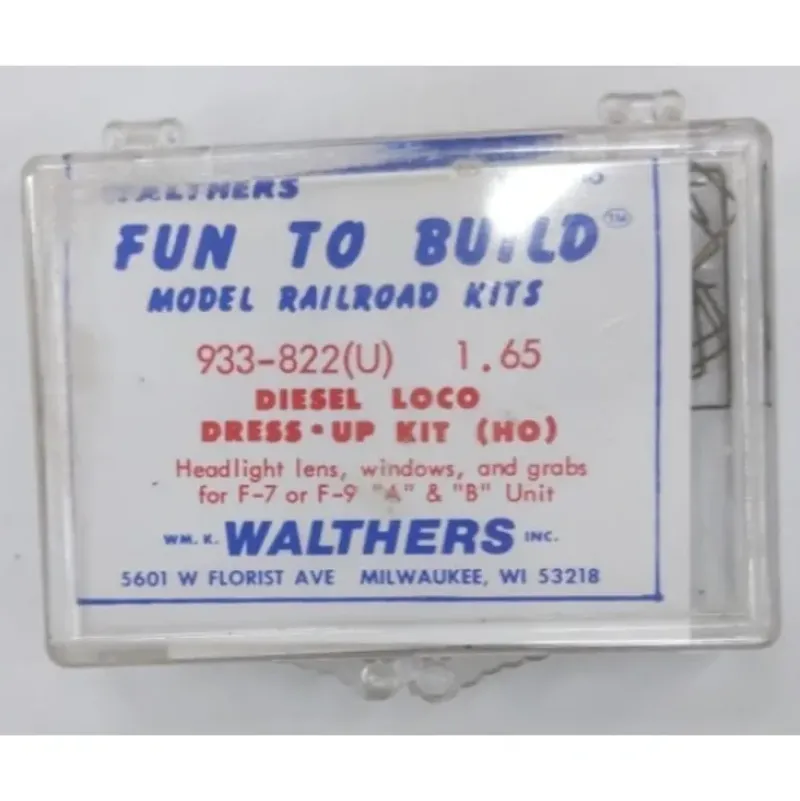 WALTHERS
FUN TO BUILD™
MODEL RAILROAD KITS
933-822(U) 1.65
DIESEL LOCO
DRESS•UP KIT (HO)
Headlight lens, windows, and grabs
for F-7 or F-9 "A" & "B" Unit
WM. K. WALTHERS INC.
5601 W FLORIST AVE MILWAUKEE, WI 53218